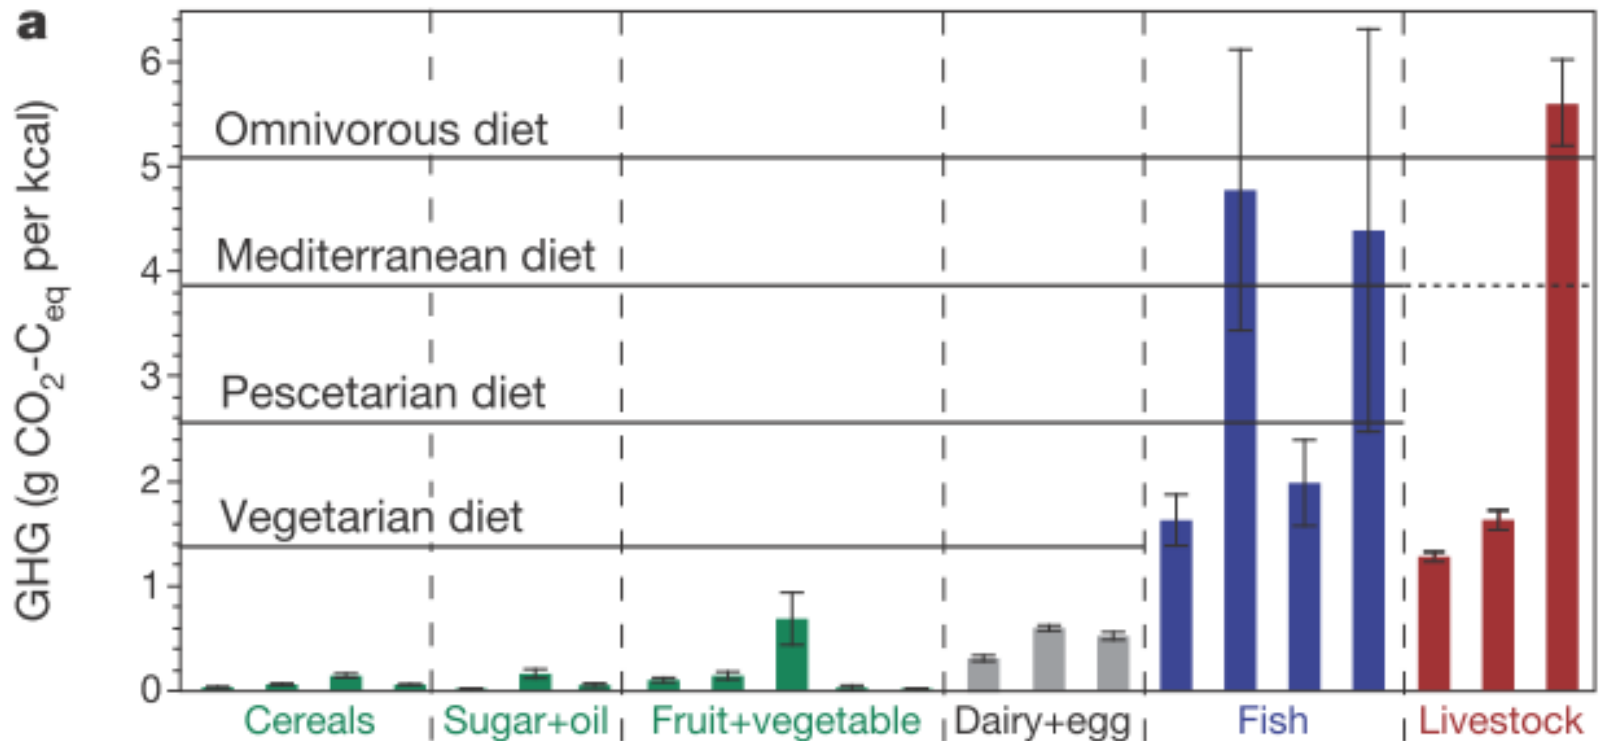 a
GHG (g CO2-Ceq per kcal)
6
5
4
3
2
1
0
Omnivorous diet
Mediterranean diet
Pescetarian diet
Vegetarian diet
Cereals Sugar+oil Fruit+vegetable Dairy+egg Fish Livestock